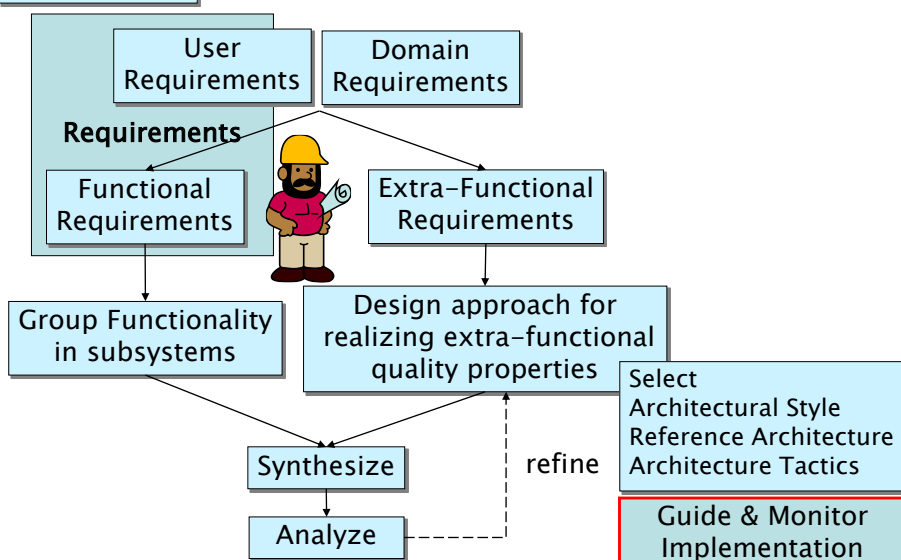 User
Requirements
Domain
Requirements
Requirements
Functional
Requirements
Extra-Functional
Requirements
Group Functionality
in subsystems
Design approach for
realizing extra-functional
quality properties
Select
Architectural Style
Reference Architecture
Architecture Tactics
Synthesize
refine
Analyze
Guide & Monitor
Implementation